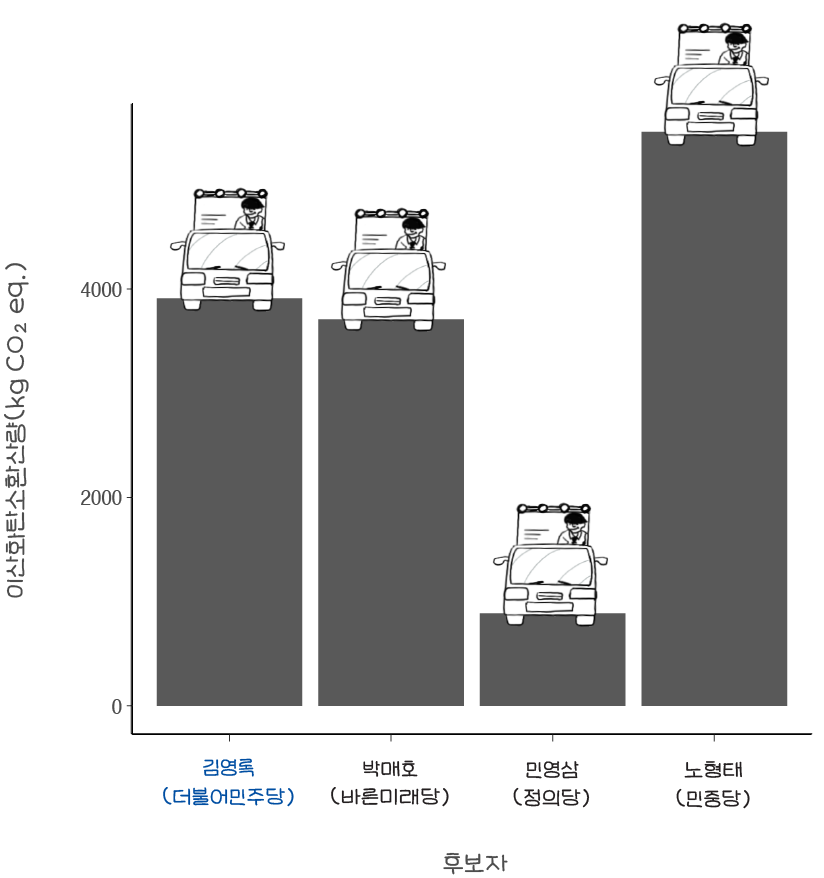 이산화탄소환산량(kg CO₂ eq.)
4000
2000
0
김영록
(더불어민주당)
박매호
(바른미래당)
민영삼
(정의당)
노형태
(민중당)
후보자